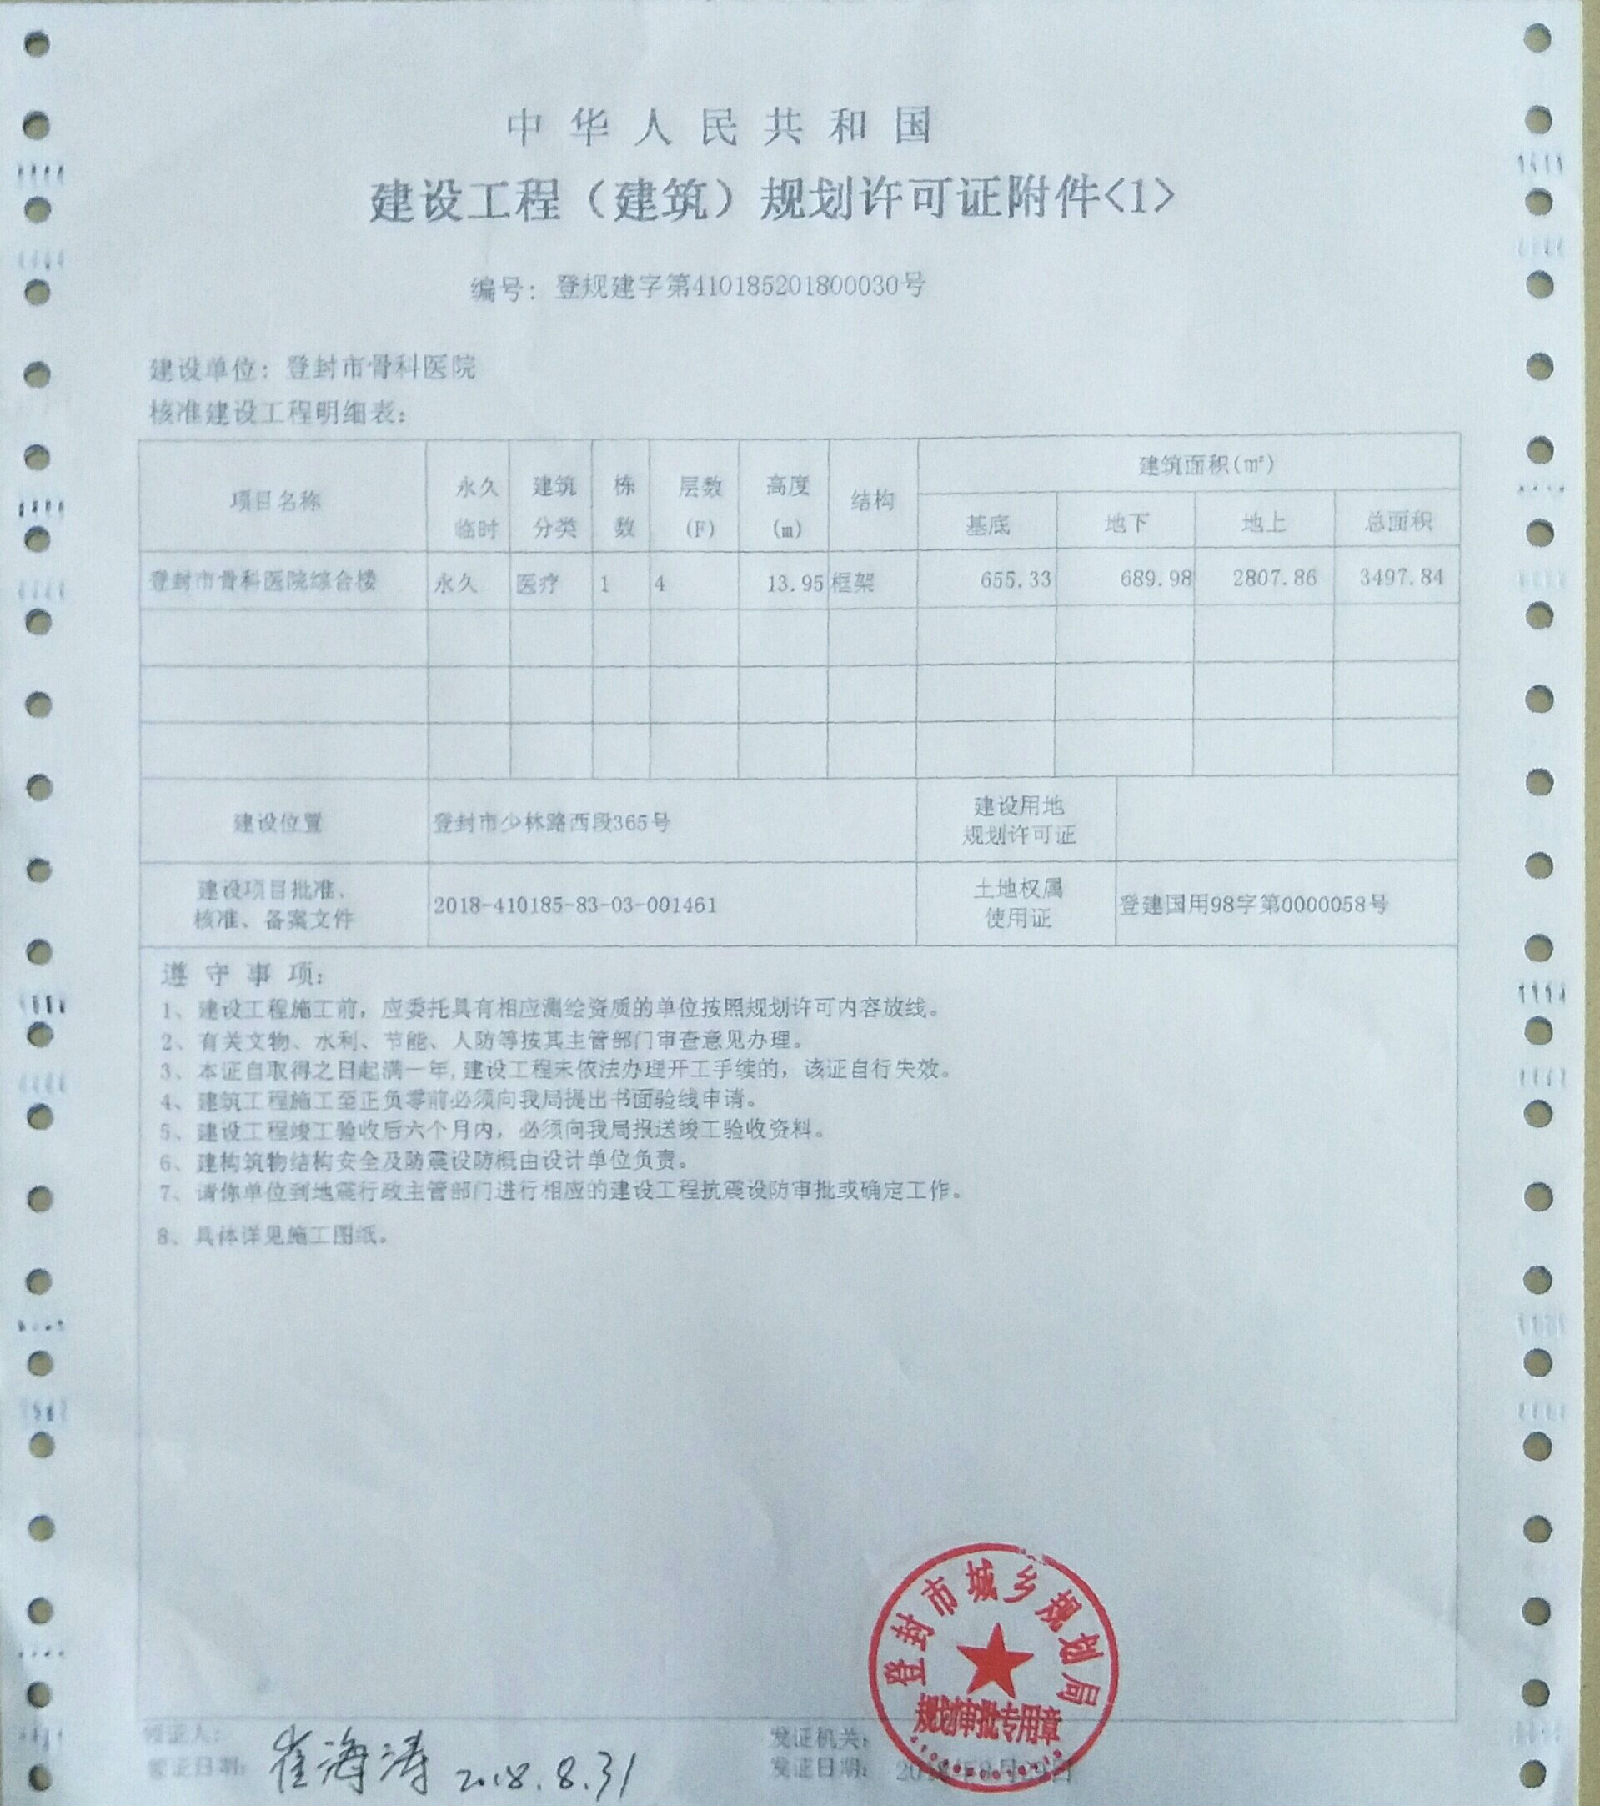 中华人民共和国
建设工程（建筑）规划许可证附件<1>
编号：登规建字第410185201800030号
建设单位：登封市骨科医院
核准建设工程明细表：
项目名称 永久临时 建筑分类 栋数 层数(F) 高度(m) 结构 建筑面积(㎡)
基底 地下 地上 总面积
登封市骨科医院综合楼 永久 医疗 1 4 13.95 框架 655.33 689.98 2807.86 3497.84
建设位置 登封市少林路西段365号 建设用地规划许可证
建设项目批准、核准、备案文件 2018-410185-83-03-001461 土地权属使用证 登建国用98字第0000058号
遵守事项：
1、建设工程施工前，应委托具有相应测绘资质的单位按照规划许可内容放线。
2、有关文物、水利、节能、人防等按其主管部门审查意见办理。
3、本证自取得之日起满一年,建设工程未依法办理开工手续的，该证自行失效。
4、建筑工程施工至正负零前必须向我局提出书面验线申请。
5、建设工程竣工验收后六个月内，必须向我局报送竣工验收资料。
6、建构筑物结构安全及防震设防概由设计单位负责。
7、请你单位到地震行政主管部门进行相应的建设工程抗震设防审批或确定工作。
8、具体详见施工图纸。
登封市城乡规划局
规划审批专用章
领证人： 发证机关：
崔海涛 2018.8.31
发证日期：